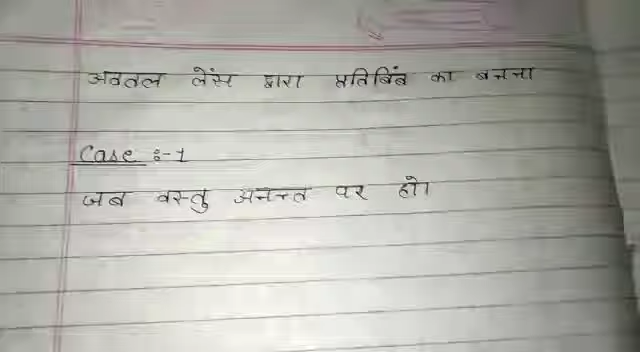 अवतल लेंस द्वारा प्रतिबिंब का बनना
Case :-1
जब वस्तु अनन्त पर हो।